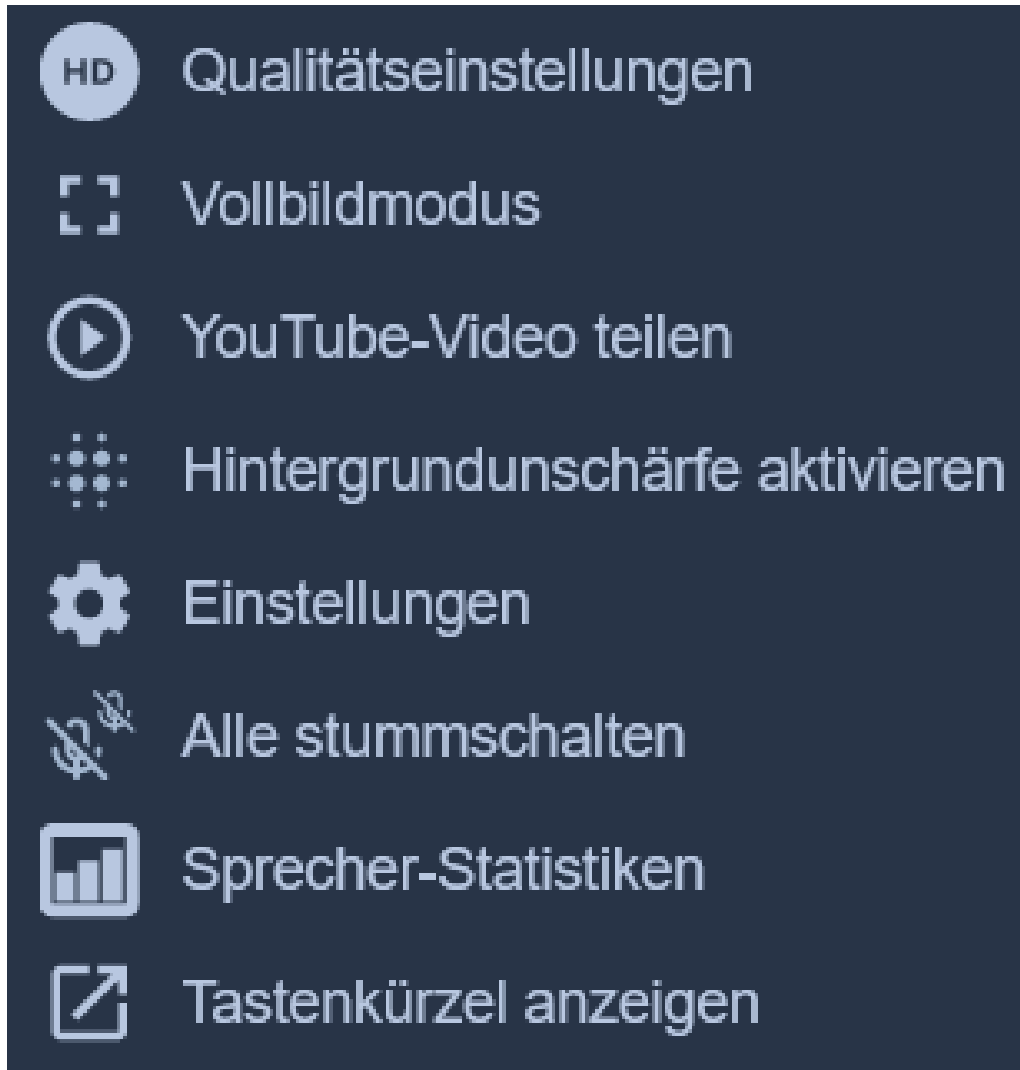 HD Qualitätseinstellungen
Vollbildmodus
YouTube-Video teilen
Hintergrundunschärfe aktivieren
Einstellungen
Alle stummschalten
Sprecher-Statistiken
Tastenkürzel anzeigen